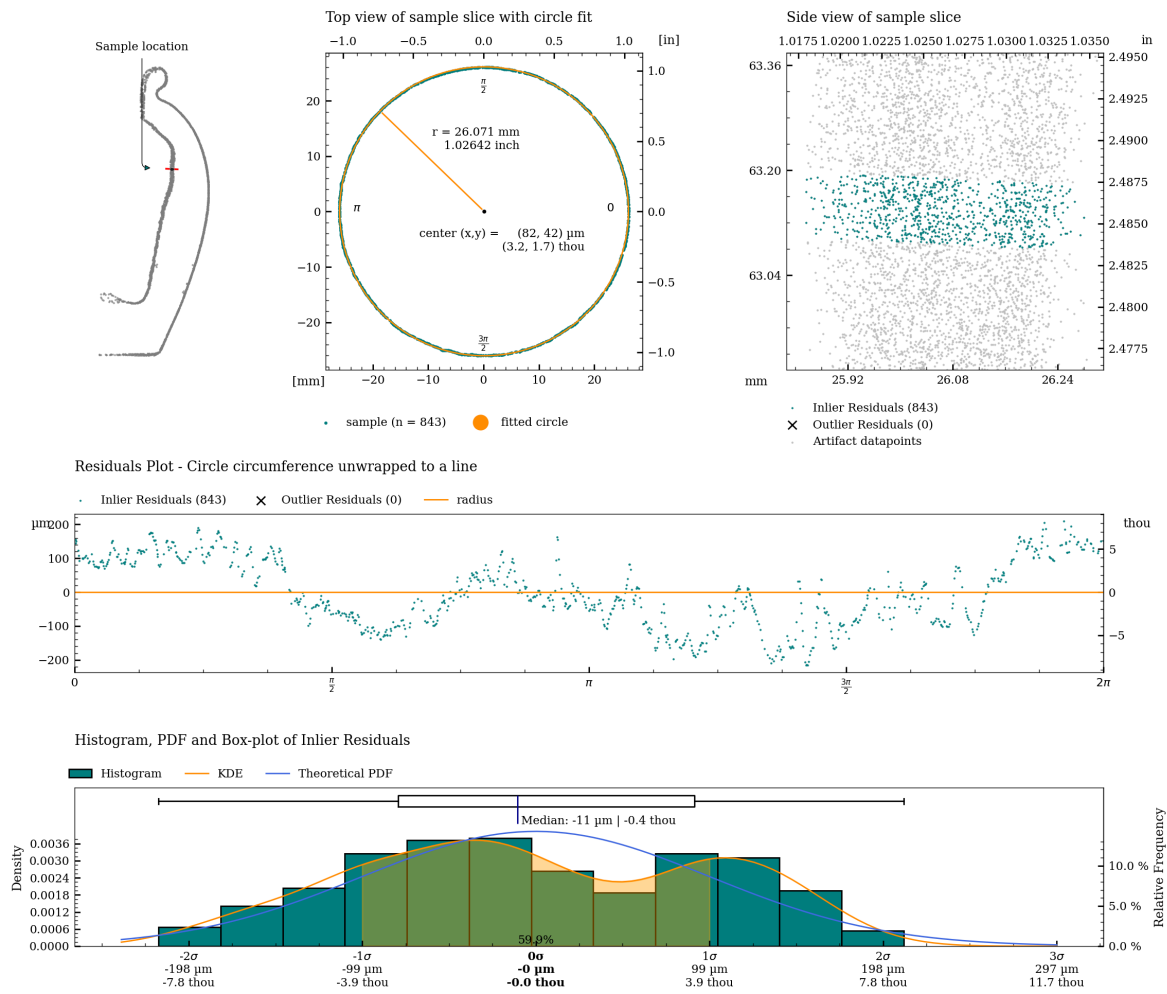 Sample location
Top view of sample slice with circle fit
−1.0 −0.5 0.0 0.5 1.0 [in]
20
10
0
−10
−20
1.0
0.5
0.0
−0.5
−1.0
π/2
r = 26.071 mm
1.02642 inch
π
0
center (x,y) = (82, 42) µm
(3.2, 1.7) thou
3π/2
[mm] −20 −10 0 10 20
sample (n = 843) fitted circle
Side view of sample slice
1.0175 1.0200 1.0225 1.0250 1.0275 1.0300 1.0325 1.0350 in
63.36
63.20
63.04
2.4950
2.4925
2.4900
2.4875
2.4850
2.4825
2.4800
2.4775
mm 25.92 26.08 26.24
Inlier Residuals (843)
Outlier Residuals (0)
Artifact datapoints
Residuals Plot - Circle circumference unwrapped to a line
Inlier Residuals (843) Outlier Residuals (0) radius
µm thou
200
100
0
−100
−200
5
0
−5
0 π/2 π 3π/2 2π
Histogram, PDF and Box-plot of Inlier Residuals
Histogram KDE Theoretical PDF
Median: -11 µm | -0.4 thou
Density
0.0036
0.0030
0.0024
0.0018
0.0012
0.0006
0.0000
Relative Frequency
10.0 %
5.0 %
0.0 %
59.9%
-2σ -1σ 0σ 1σ 2σ 3σ
-198 µm -99 µm -0 µm 99 µm 198 µm 297 µm
-7.8 thou -3.9 thou -0.0 thou 3.9 thou 7.8 thou 11.7 thou